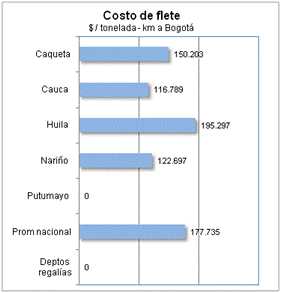 Costo de flete
$ / tonelada - km a Bogotá
Caqueta 150.203
Cauca 116.789
Huila 195.297
Nariño 122.697
Putumayo 0
Prom nacional 177.735
Deptos
regalías 0